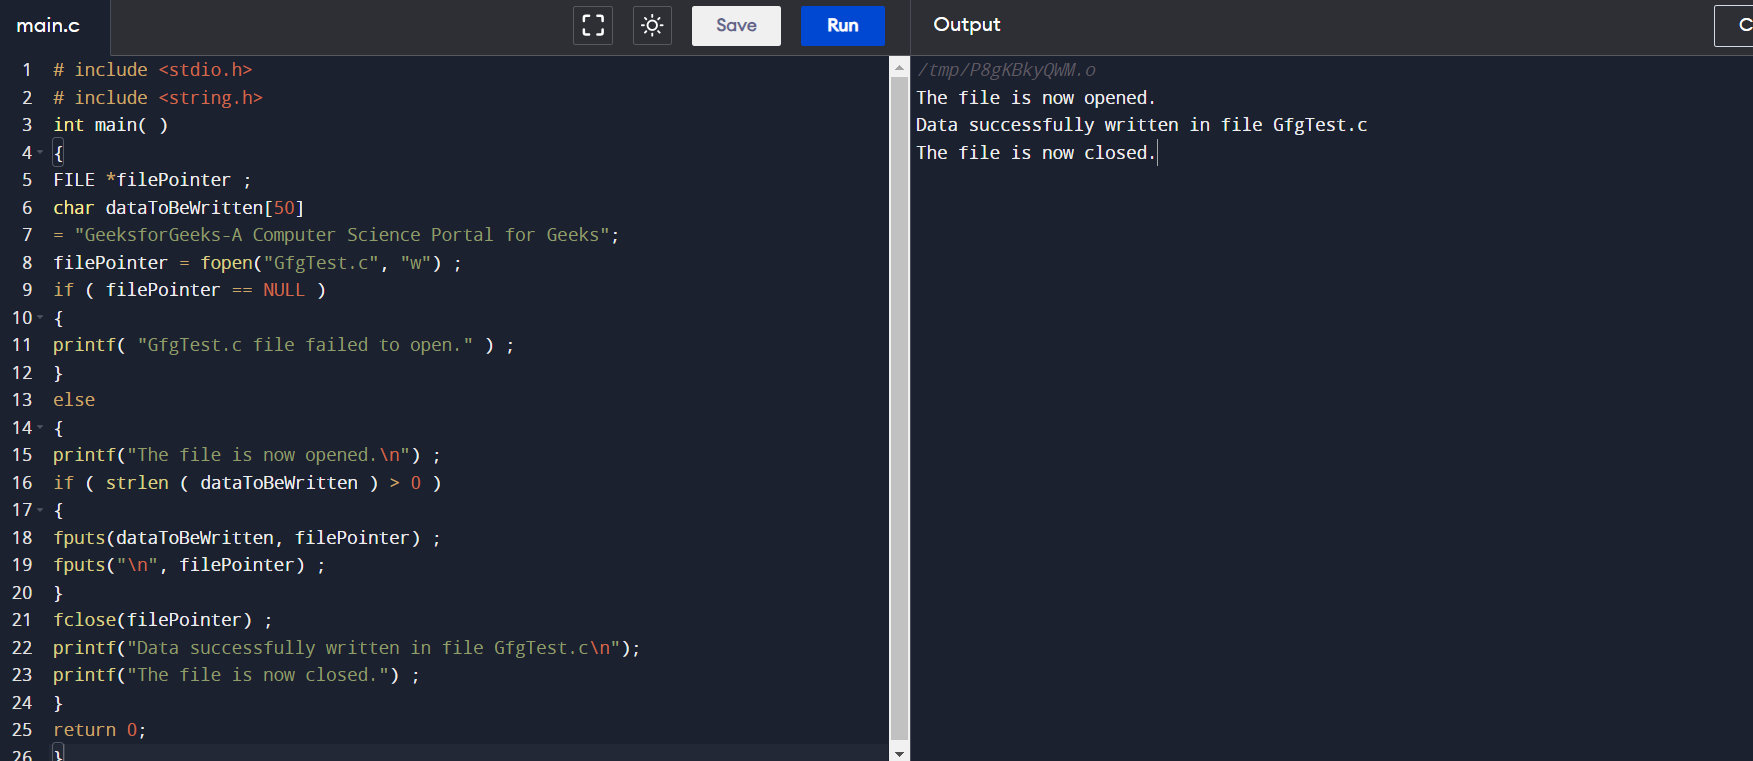 main.c
Save
Run
1 # include <stdio.h>
2 # include <string.h>
3 int main( )
4 {
5 FILE *filePointer ;
6 char dataToBeWritten[50]
7 = "GeeksforGeeks-A Computer Science Portal for Geeks";
8 filePointer = fopen("GfgTest.c", "w") ;
9 if ( filePointer == NULL )
10 {
11 printf( "GfgTest.c file failed to open." ) ;
12 }
13 else
14 {
15 printf("The file is now opened.\n") ;
16 if ( strlen ( dataToBeWritten ) > 0 )
17 {
18 fputs(dataToBeWritten, filePointer) ;
19 fputs("\n", filePointer) ;
20 }
21 fclose(filePointer) ;
22 printf("Data successfully written in file GfgTest.c\n");
23 printf("The file is now closed.") ;
24 }
25 return 0;
26 }
Output
C
/tmp/P8gKBkyQWM.o
The file is now opened.
Data successfully written in file GfgTest.c
The file is now closed.